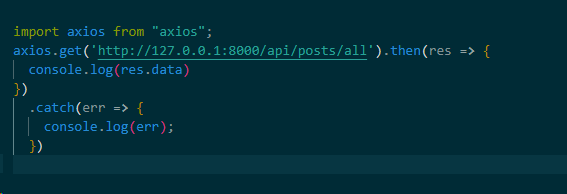 import axios from "axios";
axios.get('http://127.0.0.1:8000/api/posts/all').then(res => {
  console.log(res.data)
})
  .catch(err => {
    console.log(err);
  })